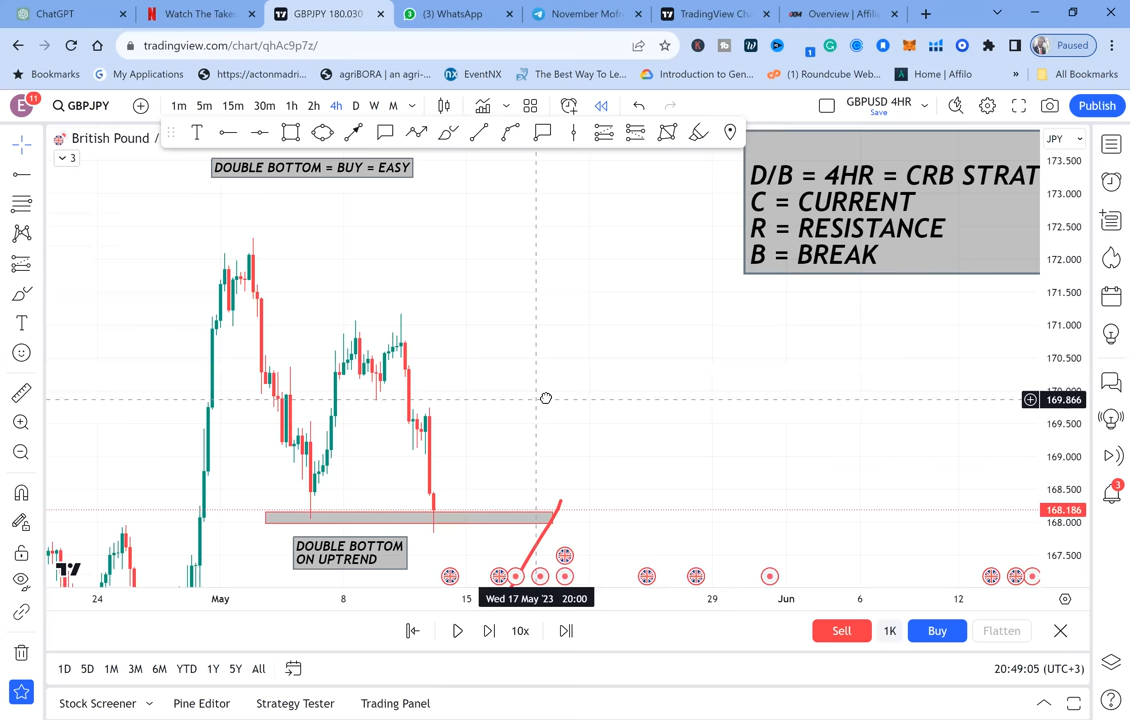 ChatGPT
Watch The Take
GBPJPY 180.030
(3) WhatsApp
November Mofr
TradingView Ch
Overview | Affili
tradingview.com/chart/qhAc9p7z/
1
Paused
Bookmarks
My Applications
https://actonmadri...
agriBORA | an agri-...
EventNX
The Best Way To Le...
Introduction to Gen...
(1) Roundcube Web...
Home | Affilo
»
All Bookmarks
E
11
GBPJPY
1m 5m 15m 30m 1h 2h 4h D W M
GBPUSD 4HR
Save
Publish
British Pound /
3
JPY
DOUBLE BOTTOM = BUY = EASY
D/B = 4HR = CRB STRAT
C = CURRENT
R = RESISTANCE
B = BREAK
173.500
173.000
172.500
172.000
171.500
171.000
170.500
170.000
169.866
169.500
169.000
168.500
168.186
168.000
167.500
3
DOUBLE BOTTOM
ON UPTREND
24 May 8 15 Wed 17 May '23 20:00 29 Jun 6 12
10x
Sell 1K Buy Flatten
1D 5D 1M 3M 6M YTD 1Y 5Y All
20:49:05 (UTC+3)
Stock Screener Pine Editor Strategy Tester Trading Panel